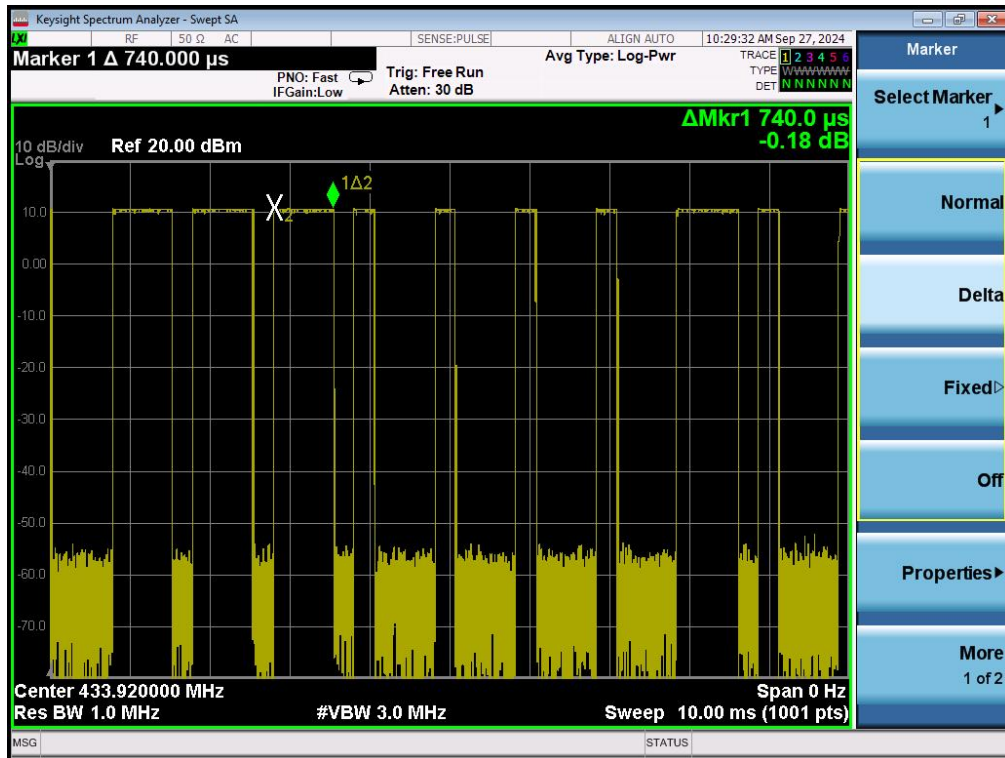 Keysight Spectrum Analyzer - Swept SA
LXI RF 50 Ω AC SENSE:PULSE ALIGN AUTO 10:29:32 AM Sep 27, 2024
Marker 1 Δ 740.000 μs
PNO: Fast
IFGain:Low
Trig: Free Run
Atten: 30 dB
Avg Type: Log-Pwr
TRACE 1 2 3 4 5 6
TYPE WWWWWW
DET N N N N N N
ΔMkr1 740.0 μs
-0.18 dB
10 dB/div Ref 20.00 dBm
Log
1Δ2
X2
10.0
0.00
-10.0
-20.0
-30.0
-40.0
-50.0
-60.0
-70.0
Center 433.920000 MHz Span 0 Hz
Res BW 1.0 MHz #VBW 3.0 MHz Sweep 10.00 ms (1001 pts)
MSG STATUS
Marker
Select Marker
1
Normal
Delta
Fixed
Off
Properties
More
1 of 2